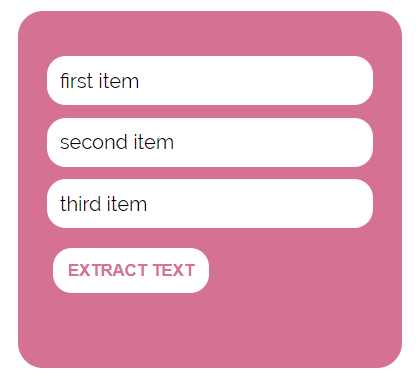 first item
second item
third item
EXTRACT TEXT